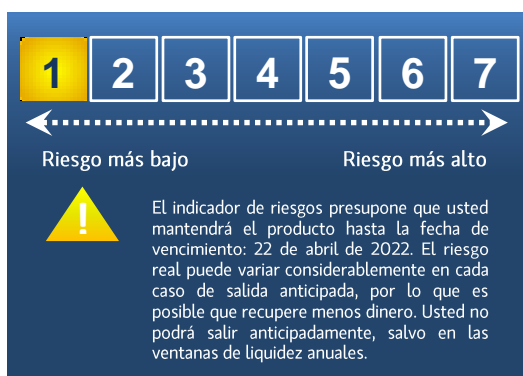 1 2 3 4 5 6 7
Riesgo más bajo Riesgo más alto
!
El indicador de riesgos presupone que usted
mantendrá el producto hasta la fecha de
vencimiento: 22 de abril de 2022. El riesgo
real puede variar considerablemente en cada
caso de salida anticipada, por lo que es
posible que recupere menos dinero. Usted no
podrá salir anticipadamente, salvo en las
ventanas de liquidez anuales.